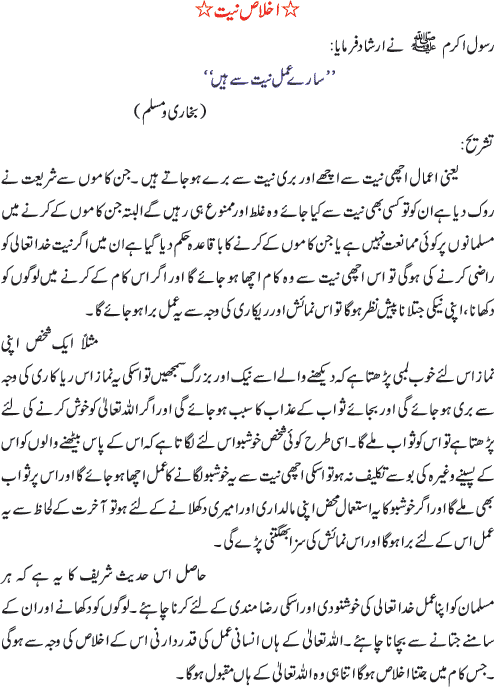 ☆اخلاص نیت☆
رسول اکرم ﷺ نے ارشاد فرمایا:
’’سارے عمل نیت سے ہیں‘‘
(بخاری و مسلم)
تشریح:
یعنی اعمال اچھی نیت سے اچھے اور بری نیت سے برے ہو جاتے ہیں ۔جن کاموں سے شریعت نے
روک دیا ہے ان کو تو کسی بھی نیت سے کیا جائے وہ غلط اور ممنوع ہی رہیں گے البتہ جن کاموں کے کرنے میں
مسلمانوں پر کوئی ممانعت نہیں ہے یا جن کاموں کے کرنے کا با قاعدہ حکم دیا گیا ہے ان میں اگر نیت خدا تعالی کو
راضی کرنے کی ہوگی تو اس اچھی نیت سے وہ کام اچھا ہو جائے گا اور اگر اس کام کے کرنے میں لوگوں کو
دکھانا،اپنی نیکی جتلانا پیش نظر ہوگا تو اس نمائش اور ریکاری کی وجہ سے یہ عمل برا ہو جائے گا ۔
مثلاً ایک شخص اپنی
نماز اس لئے خوب لمبی پڑھتا ہے کہ دیکھنے والے اسے نیک اور بزرگ سمجھیں تو اسکی یہ نماز اس ریا کاری کی وجہ
سے بری ہو جائے گی اور بجائے ثواب کے عذاب کا سبب ہو جائے گی اور اگر اللہ تعالیٰ کو خوش کرنے کی لئے
پڑھتا ہے تو اس کو ثواب ملے گا۔اسی طرح کوئی شخص خوشبو اس لئے لگاتا ہے کہ اس کے پاس بیٹھنے والوں کو اس
کے پسینے وغیرہ کی بو سے تکلیف نہ ہو تو اسکی اچھی نیت سے یہ خوشبو لگانے کا عمل اچھا ہو جائے گا اور اس پر ثواب
بھی ملے گا اور اگر خوشبو کا یہ استعمال محض اپنی مالداری اور امیری دکھلانے کے لئے ہو تو آخرت کے لحاظ سے یہ
عمل اس کے لئے برا ہوگا اور اس نمائش کی سزا بھگتنی پڑے گی ۔
حاصل اس حدیث شریف کا یہ ہے کہ ہر
مسلمان کو اپنا عمل خدا تعالی کی خوشنودی اور اسکی رضا مندی کے لئے کرنا چاہئے ۔لوگوں کو دکھانے اور ان کے
سامنے جتانے سے بچانا چاہئے ۔اللہ تعالیٰ کے ہاں انسانی عمل کی قدر دارنی اس کے اخلاص کی وجہ سے ہوگی
۔جس کام میں جتنا اخلاص ہوگا اتنا ہی وہ اللہ تعالیٰ کے ہاں مقبول ہوگا ۔